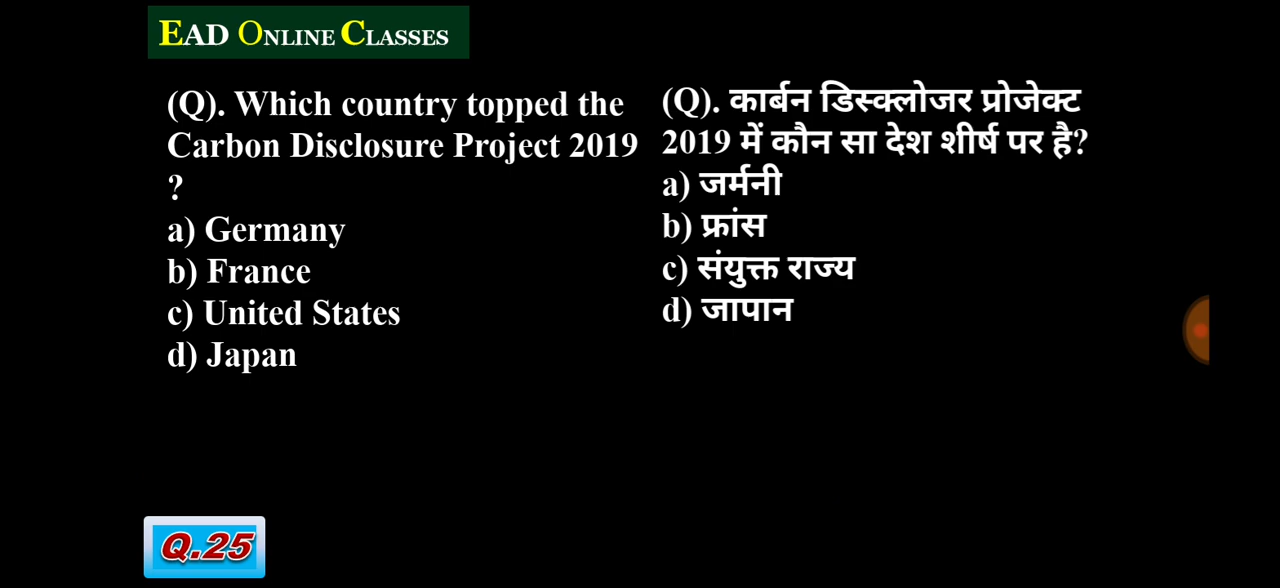 EAD ONLINE CLASSES
(Q). Which country topped the
Carbon Disclosure Project 2019
?
a) Germany
b) France
c) United States
d) Japan
(Q). कार्बन डिस्क्लोजर प्रोजेक्ट
2019 में कौन सा देश शीर्ष पर है?
a) जर्मनी
b) फ्रांस
c) संयुक्त राज्य
d) जापान
Q.25